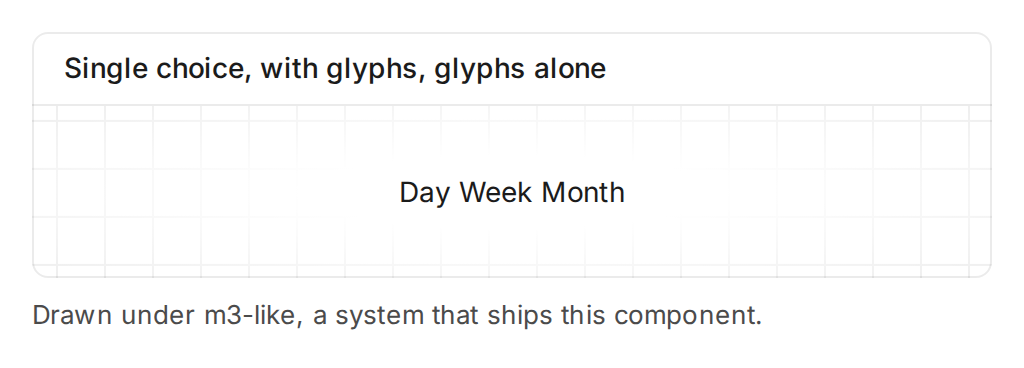 Single choice, with glyphs, glyphs alone
Day Week Month
Drawn under m3-like, a system that ships this component.